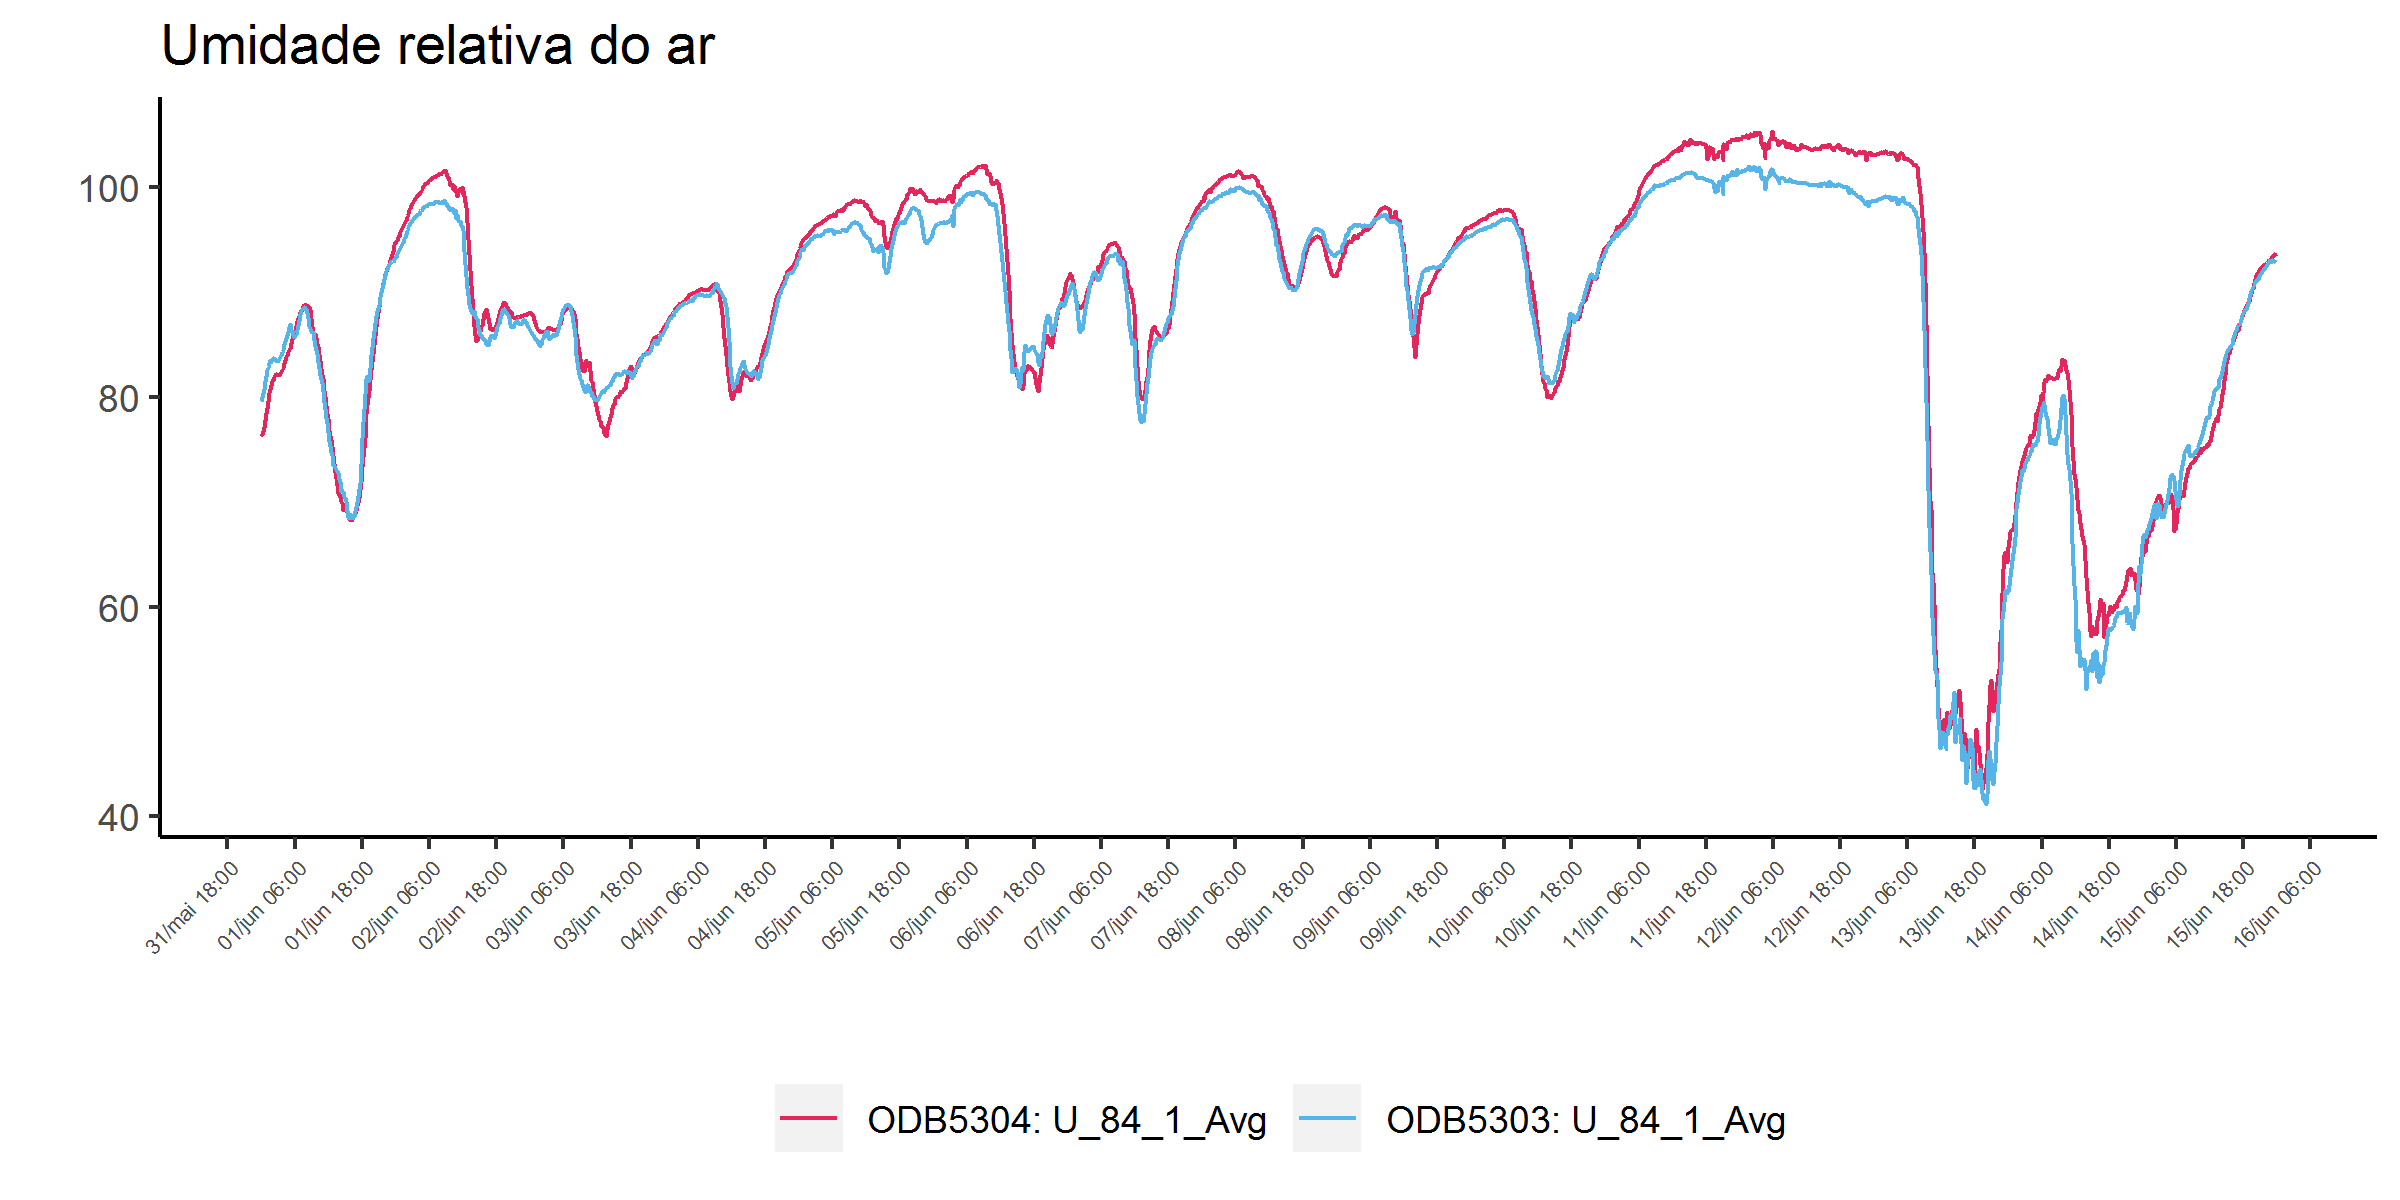 Umidade relativa do ar
100
80
60
40
31/mai 18:00
01/jun 06:00
01/jun 18:00
02/jun 06:00
02/jun 18:00
03/jun 06:00
03/jun 18:00
04/jun 06:00
04/jun 18:00
05/jun 06:00
05/jun 18:00
06/jun 06:00
06/jun 18:00
07/jun 06:00
07/jun 18:00
08/jun 06:00
08/jun 18:00
09/jun 06:00
09/jun 18:00
10/jun 06:00
10/jun 18:00
11/jun 06:00
11/jun 18:00
12/jun 06:00
12/jun 18:00
13/jun 06:00
13/jun 18:00
14/jun 06:00
14/jun 18:00
15/jun 06:00
15/jun 18:00
16/jun 06:00
ODB5304: U_84_1_Avg
ODB5303: U_84_1_Avg